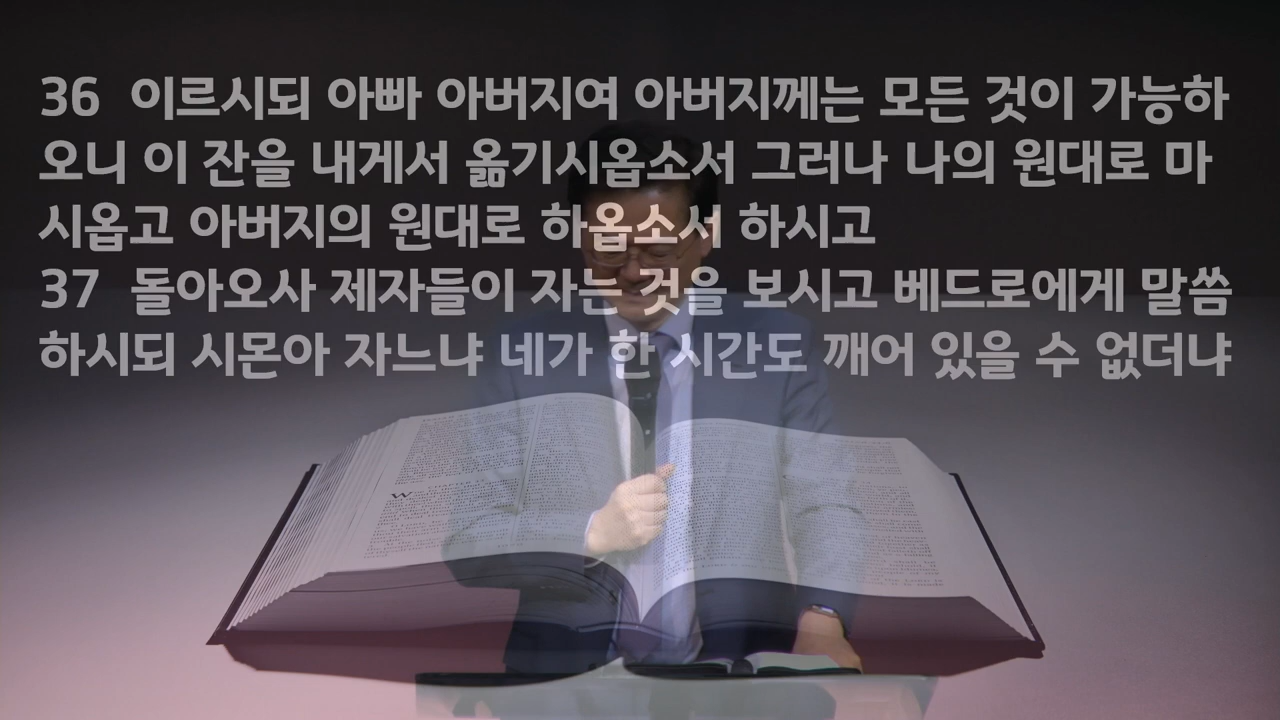 36 이르시되 아빠 아버지여 아버지께는 모든 것이 가능하
오니 이 잔을 내게서 옮기시옵소서 그러나 나의 원대로 마
시옵고 아버지의 원대로 하옵소서 하시고
37 돌아오사 제자들이 자는 것을 보시고 베드로에게 말씀
하시되 시몬아 자느냐 네가 한 시간도 깨어 있을 수 없더냐